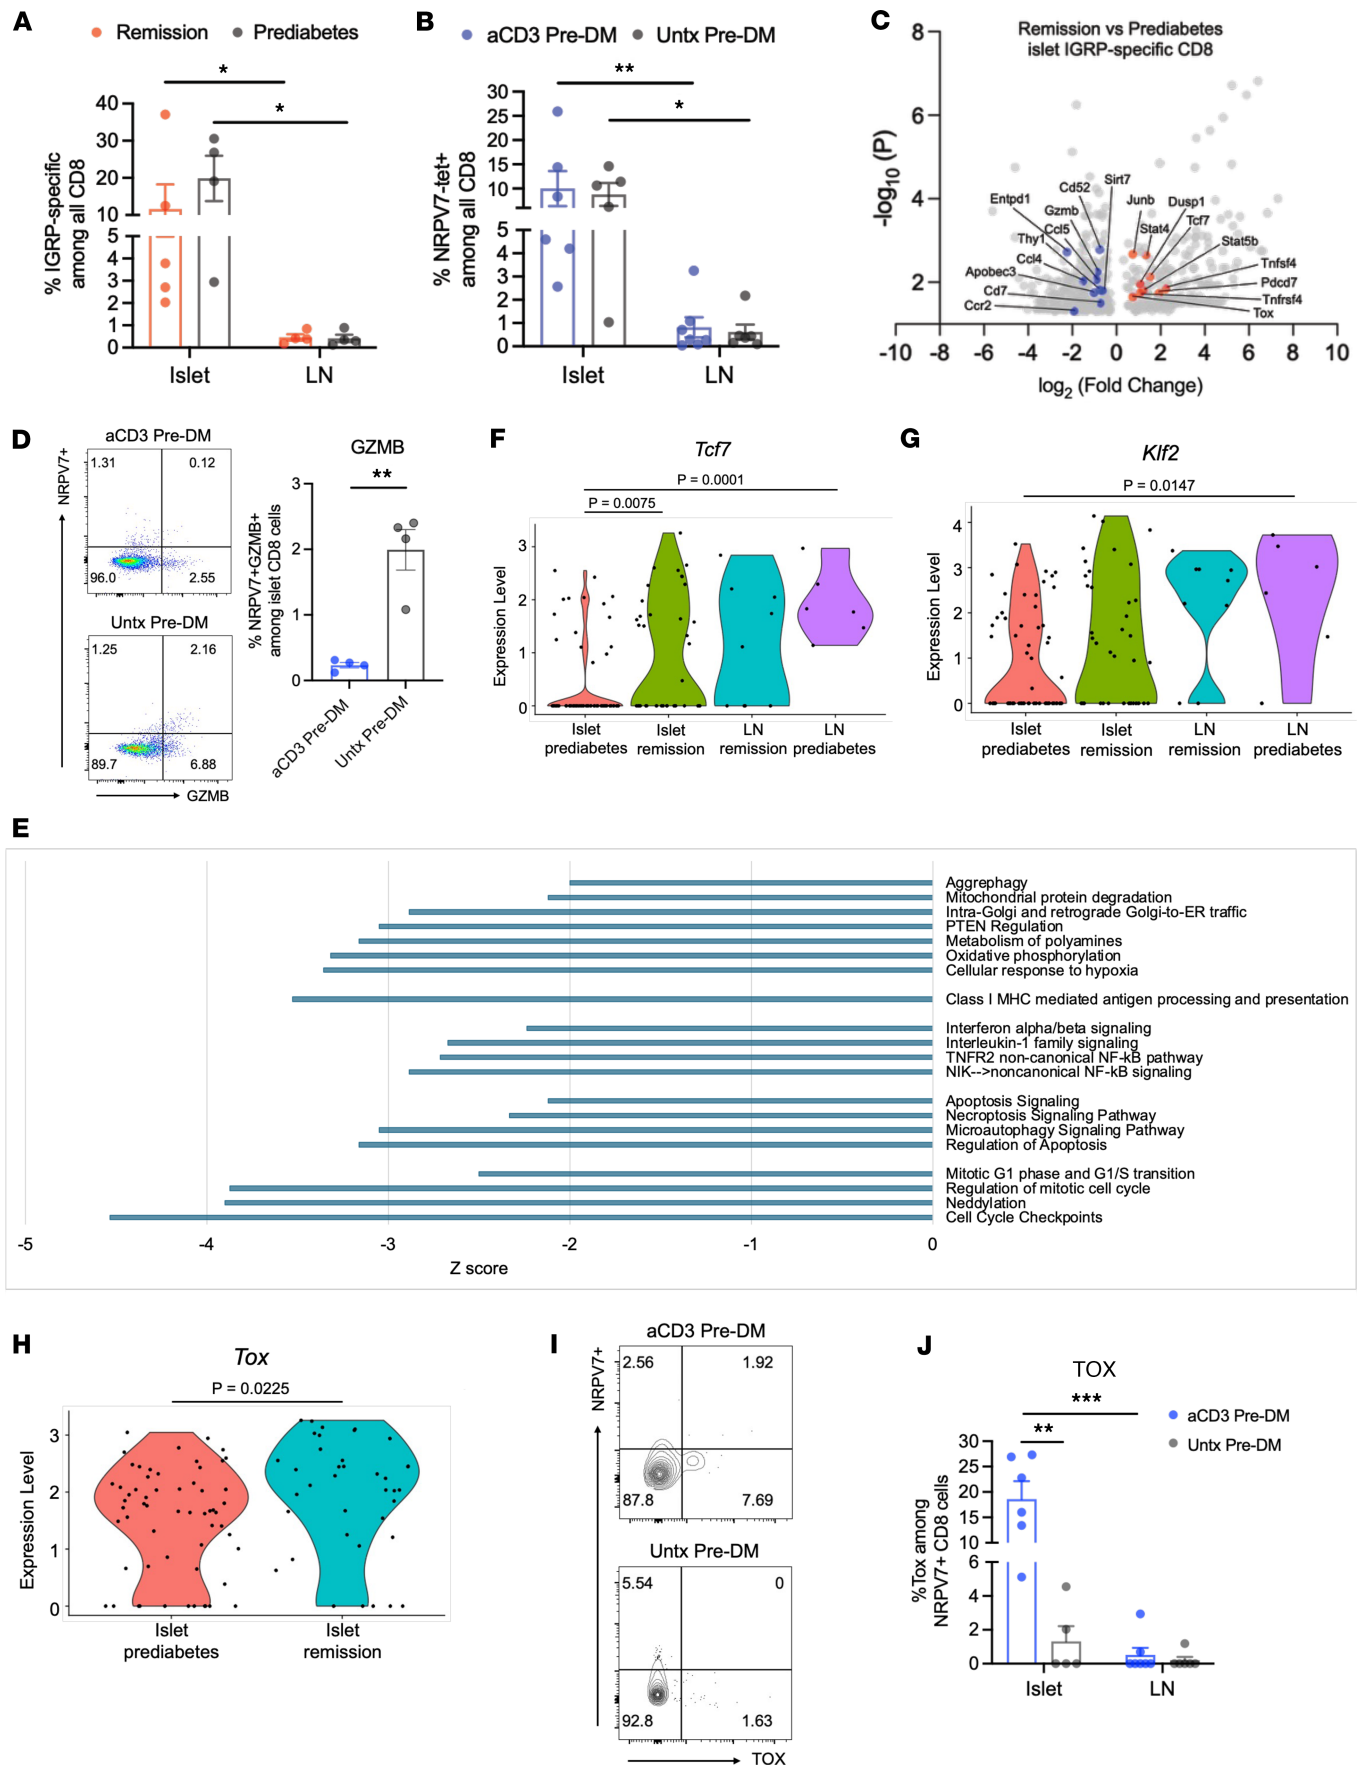 A
Remission
Prediabetes
*
*
% IGRP-specific
among all CD8
40
30
20
10
5
4
3
2
1
0
Islet
LN
B
aCD3 Pre-DM
Untx Pre-DM
**
*
% NRPV7-tet+
among all CD8
30
25
20
15
10
5
4
3
2
1
0
Islet
LN
C
Remission vs Prediabetes
islet IGRP-specific CD8
-log10 (P)
8
6
4
2
Entpd1
Cd52
Sirt7
Gzmb
Ccl5
Thy1
Ccl4
Apobec3
Cd7
Ccr2
Junb
Dusp1
Tcf7
Stat4
Stat5b
Tnfsf4
Pdcd7
Tnfrsf4
Tox
-10
-8
-6
-4
-2
0
2
4
6
8
10
log2 (Fold Change)
D
aCD3 Pre-DM
NRPV7+
1.31
0.12
96.0
2.55
Untx Pre-DM
1.25
2.16
89.7
6.88
GZMB
GZMB
**
% NRPV7+GZMB+
among islet CD8 cells
3
2
1
0
aCD3 Pre-DM
Untx Pre-DM
F
Tcf7
P = 0.0001
P = 0.0075
Expression Level
3
2
1
0
Islet
prediabetes
Islet
remission
LN
remission
LN
prediabetes
G
Klf2
P = 0.0147
Expression Level
4
3
2
1
0
Islet
prediabetes
Islet
remission
LN
remission
LN
prediabetes
E
Aggrephagy
Mitochondrial protein degradation
Intra-Golgi and retrograde Golgi-to-ER traffic
PTEN Regulation
Metabolism of polyamines
Oxidative phosphorylation
Cellular response to hypoxia
Class I MHC mediated antigen processing and presentation
Interferon alpha/beta signaling
Interleukin-1 family signaling
TNFR2 non-canonical NF-kB pathway
NIK-->noncanonical NF-kB signaling
Apoptosis Signaling
Necroptosis Signaling Pathway
Microautophagy Signaling Pathway
Regulation of Apoptosis
Mitotic G1 phase and G1/S transition
Regulation of mitotic cell cycle
Neddylation
Cell Cycle Checkpoints
-5
-4
-3
-2
-1
0
Z score
H
Tox
P = 0.0225
Expression Level
3
2
1
0
Islet
prediabetes
Islet
remission
I
aCD3 Pre-DM
NRPV7+
2.56
1.92
87.8
7.69
Untx Pre-DM
5.54
0
92.8
1.63
TOX
J
TOX
***
**
aCD3 Pre-DM
Untx Pre-DM
%Tox among
NRPV7+ CD8 cells
30
25
20
15
10
6
4
2
0
Islet
LN